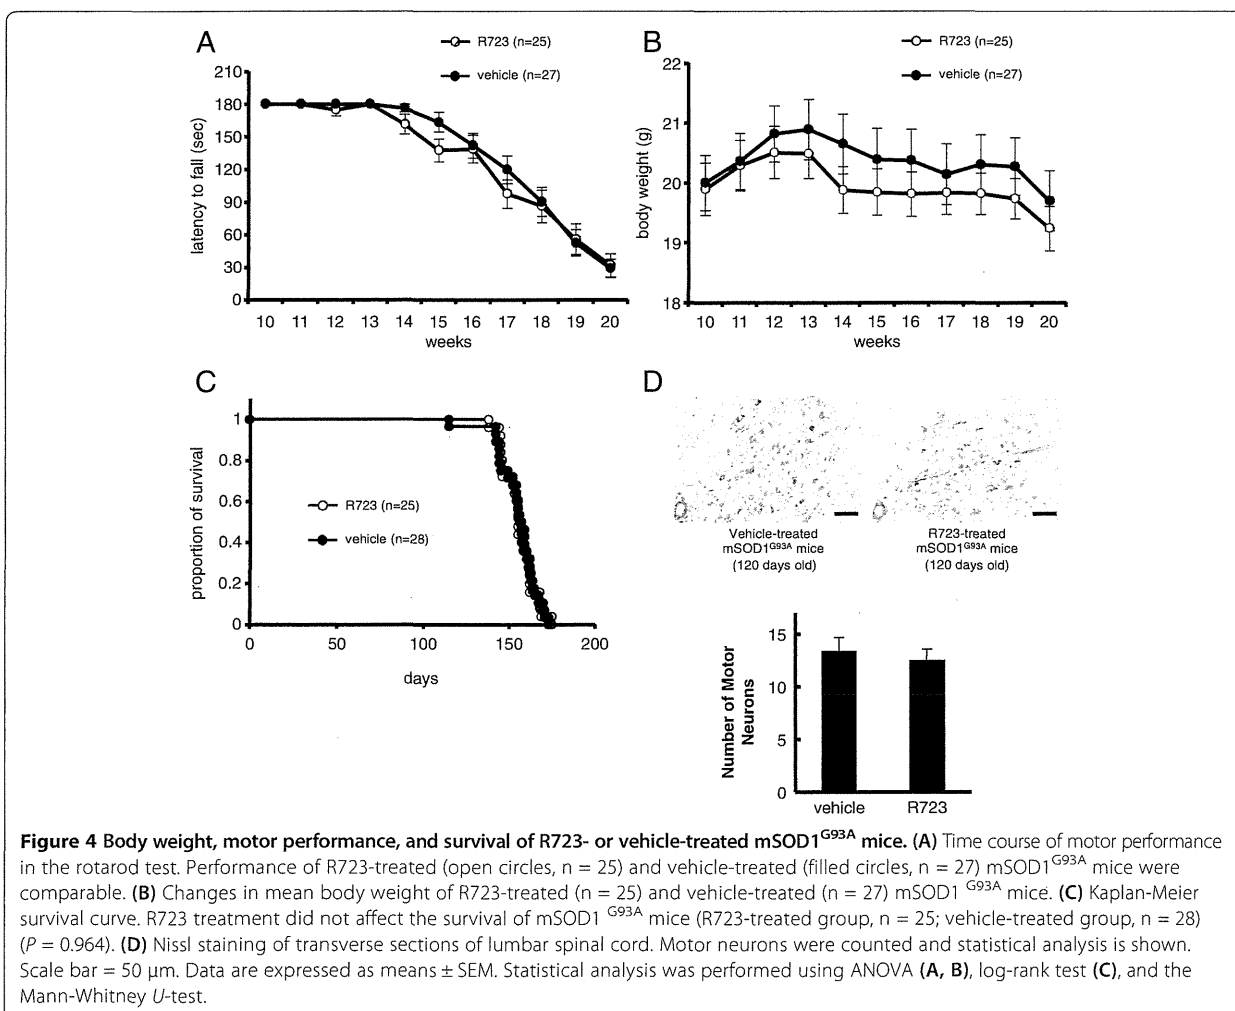 A
R723 (n=25)
vehicle (n=27)
latency to fall (sec)
210
180
150
120
90
60
30
0
10 11 12 13 14 15 16 17 18 19 20
weeks
B
R723 (n=25)
vehicle (n=27)
body weight (g)
22
21
20
19
18
10 11 12 13 14 15 16 17 18 19 20
weeks
C
proportion of survival
1
0.8
0.6
0.4
0.2
0
R723 (n=25)
vehicle (n=28)
0 50 100 150 200
days
D
Vehicle-treated
mSOD1G93A mice
(120 days old)
R723-treated
mSOD1G93A mice
(120 days old)
Number of Motor
Neurons
15
10
5
0
vehicle R723
Figure 4 Body weight, motor performance, and survival of R723- or vehicle-treated mSOD1G93A mice. (A) Time course of motor performance
in the rotarod test. Performance of R723-treated (open circles, n = 25) and vehicle-treated (filled circles, n = 27) mSOD1G93A mice were
comparable. (B) Changes in mean body weight of R723-treated (n = 25) and vehicle-treated (n = 27) mSOD1 G93A mice. (C) Kaplan-Meier
survival curve. R723 treatment did not affect the survival of mSOD1 G93A mice (R723-treated group, n = 25; vehicle-treated group, n = 28)
(P = 0.964). (D) Nissl staining of transverse sections of lumbar spinal cord. Motor neurons were counted and statistical analysis is shown.
Scale bar = 50 μm. Data are expressed as means ± SEM. Statistical analysis was performed using ANOVA (A, B), log-rank test (C), and the
Mann-Whitney U-test.